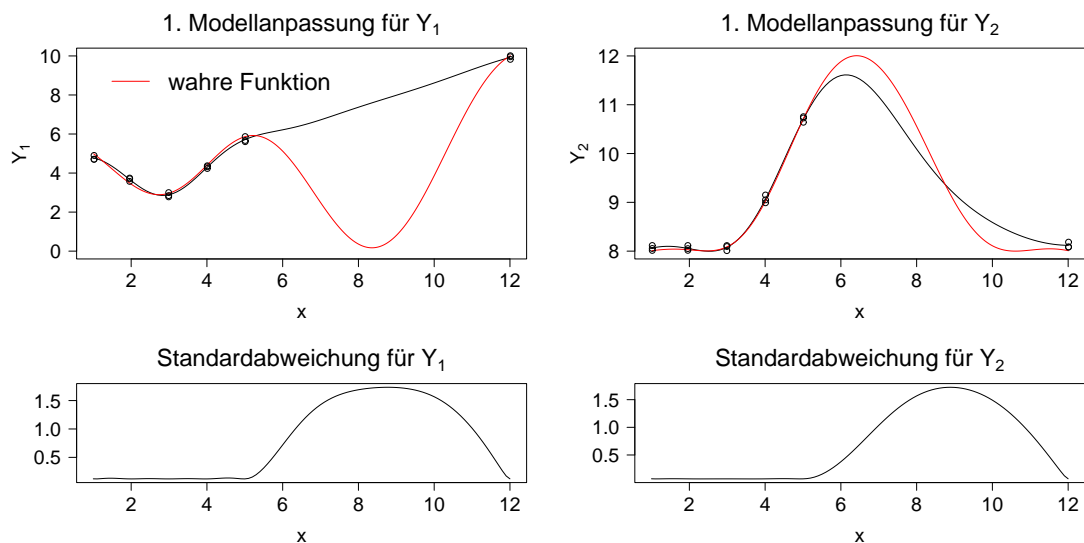 1. Modellanpassung für Y1
Y1
10
8
6
4
2
0
wahre Funktion
2 4 6 8 10 12
x
1. Modellanpassung für Y2
Y2
12
11
10
9
8
2 4 6 8 10 12
x
Standardabweichung für Y1
1.5
1.0
0.5
2 4 6 8 10 12
x
Standardabweichung für Y2
1.5
1.0
0.5
2 4 6 8 10 12
x